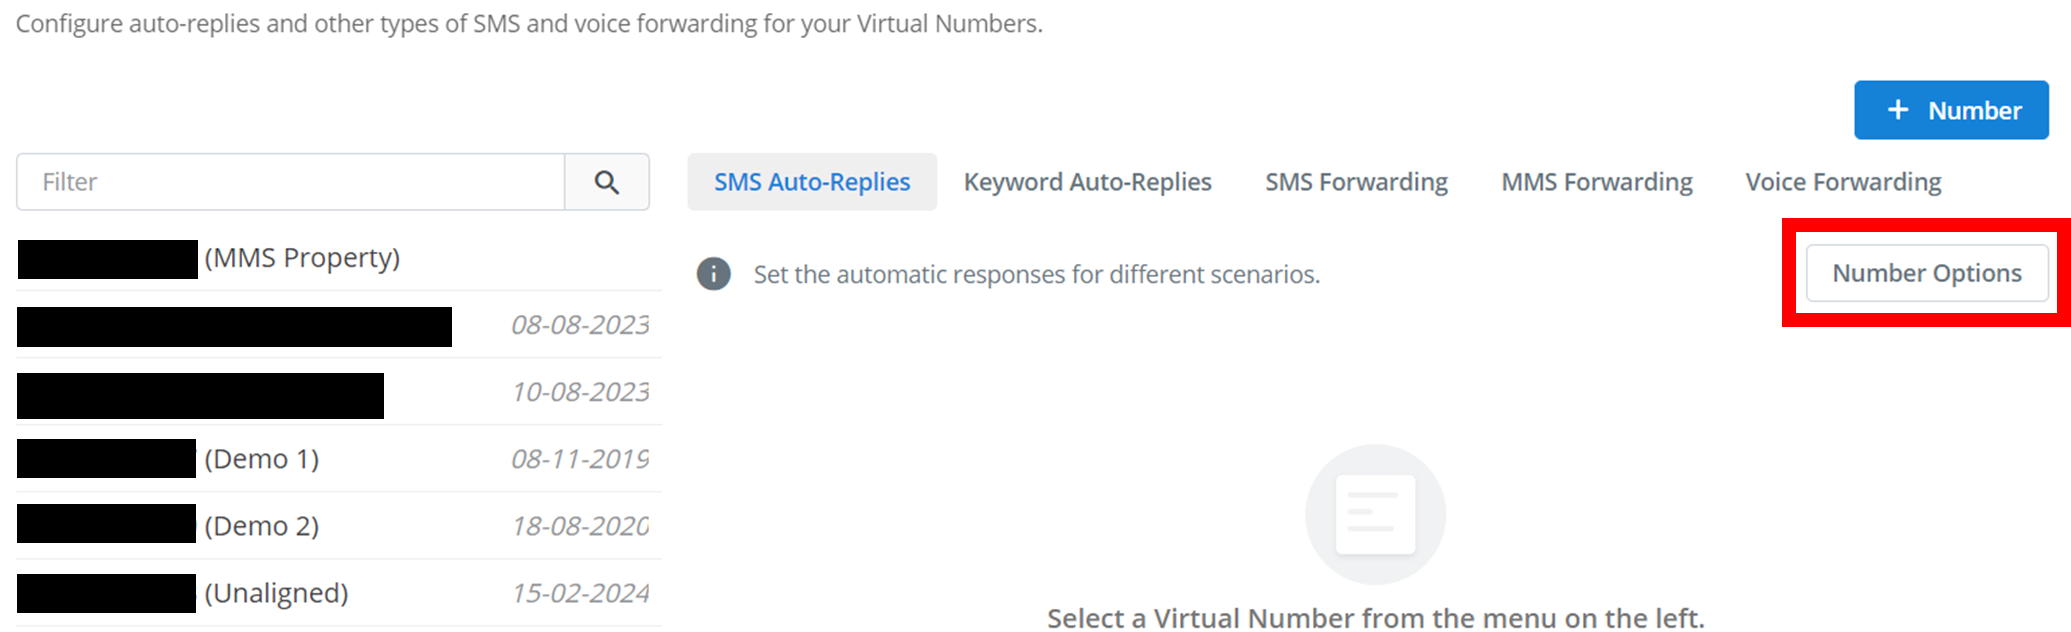 Configure auto-replies and other types of SMS and voice forwarding for your Virtual Numbers.
+ Number
Filter
SMS Auto-Replies Keyword Auto-Replies SMS Forwarding MMS Forwarding Voice Forwarding
(MMS Property)
i Set the automatic responses for different scenarios.
Number Options
08-08-2023
10-08-2023
(Demo 1) 08-11-2019
(Demo 2) 18-08-2020
(Unaligned) 15-02-2024
Select a Virtual Number from the menu on the left.